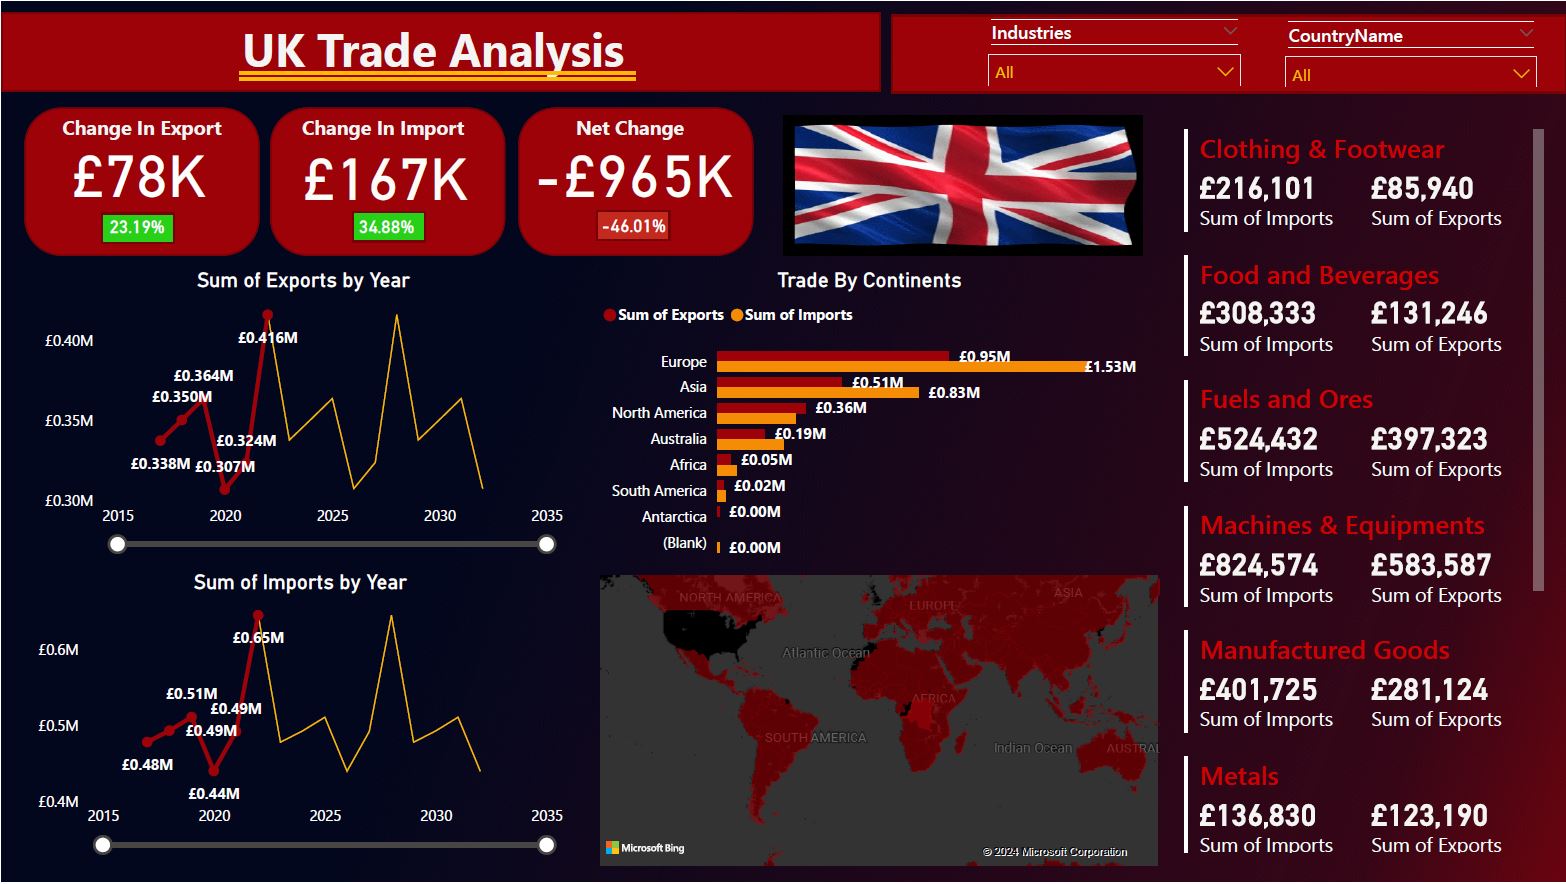 UK Trade Analysis
Industries
All
CountryName
All
Change In Export
£78K
23.19%
Change In Import
£167K
34.88%
Net Change
-£965K
-46.01%
Sum of Exports by Year
£0.40M
£0.35M
£0.30M
£0.416M
£0.364M
£0.350M
£0.324M
£0.338M
£0.307M
2015
2020
2025
2030
2035
Sum of Imports by Year
£0.6M
£0.5M
£0.4M
£0.65M
£0.51M
£0.49M
£0.49M
£0.48M
£0.44M
2015
2020
2025
2030
2035
Trade By Continents
Sum of Exports
Sum of Imports
Europe
£0.95M
£1.53M
Asia
£0.51M
£0.83M
North America
£0.36M
Australia
£0.19M
Africa
£0.05M
South America
£0.02M
Antarctica
£0.00M
(Blank)
£0.00M
NORTH AMERICA
EUROPE
ASIA
Atlantic Ocean
AFRICA
SOUTH AMERICA
Indian Ocean
AUSTRAL
Microsoft Bing
© 2024 Microsoft Corporation
Clothing & Footwear
£216,101 £85,940
Sum of Imports Sum of Exports
Food and Beverages
£308,333 £131,246
Sum of Imports Sum of Exports
Fuels and Ores
£524,432 £397,323
Sum of Imports Sum of Exports
Machines & Equipments
£824,574 £583,587
Sum of Imports Sum of Exports
Manufactured Goods
£401,725 £281,124
Sum of Imports Sum of Exports
Metals
£136,830 £123,190
Sum of Imports Sum of Exports